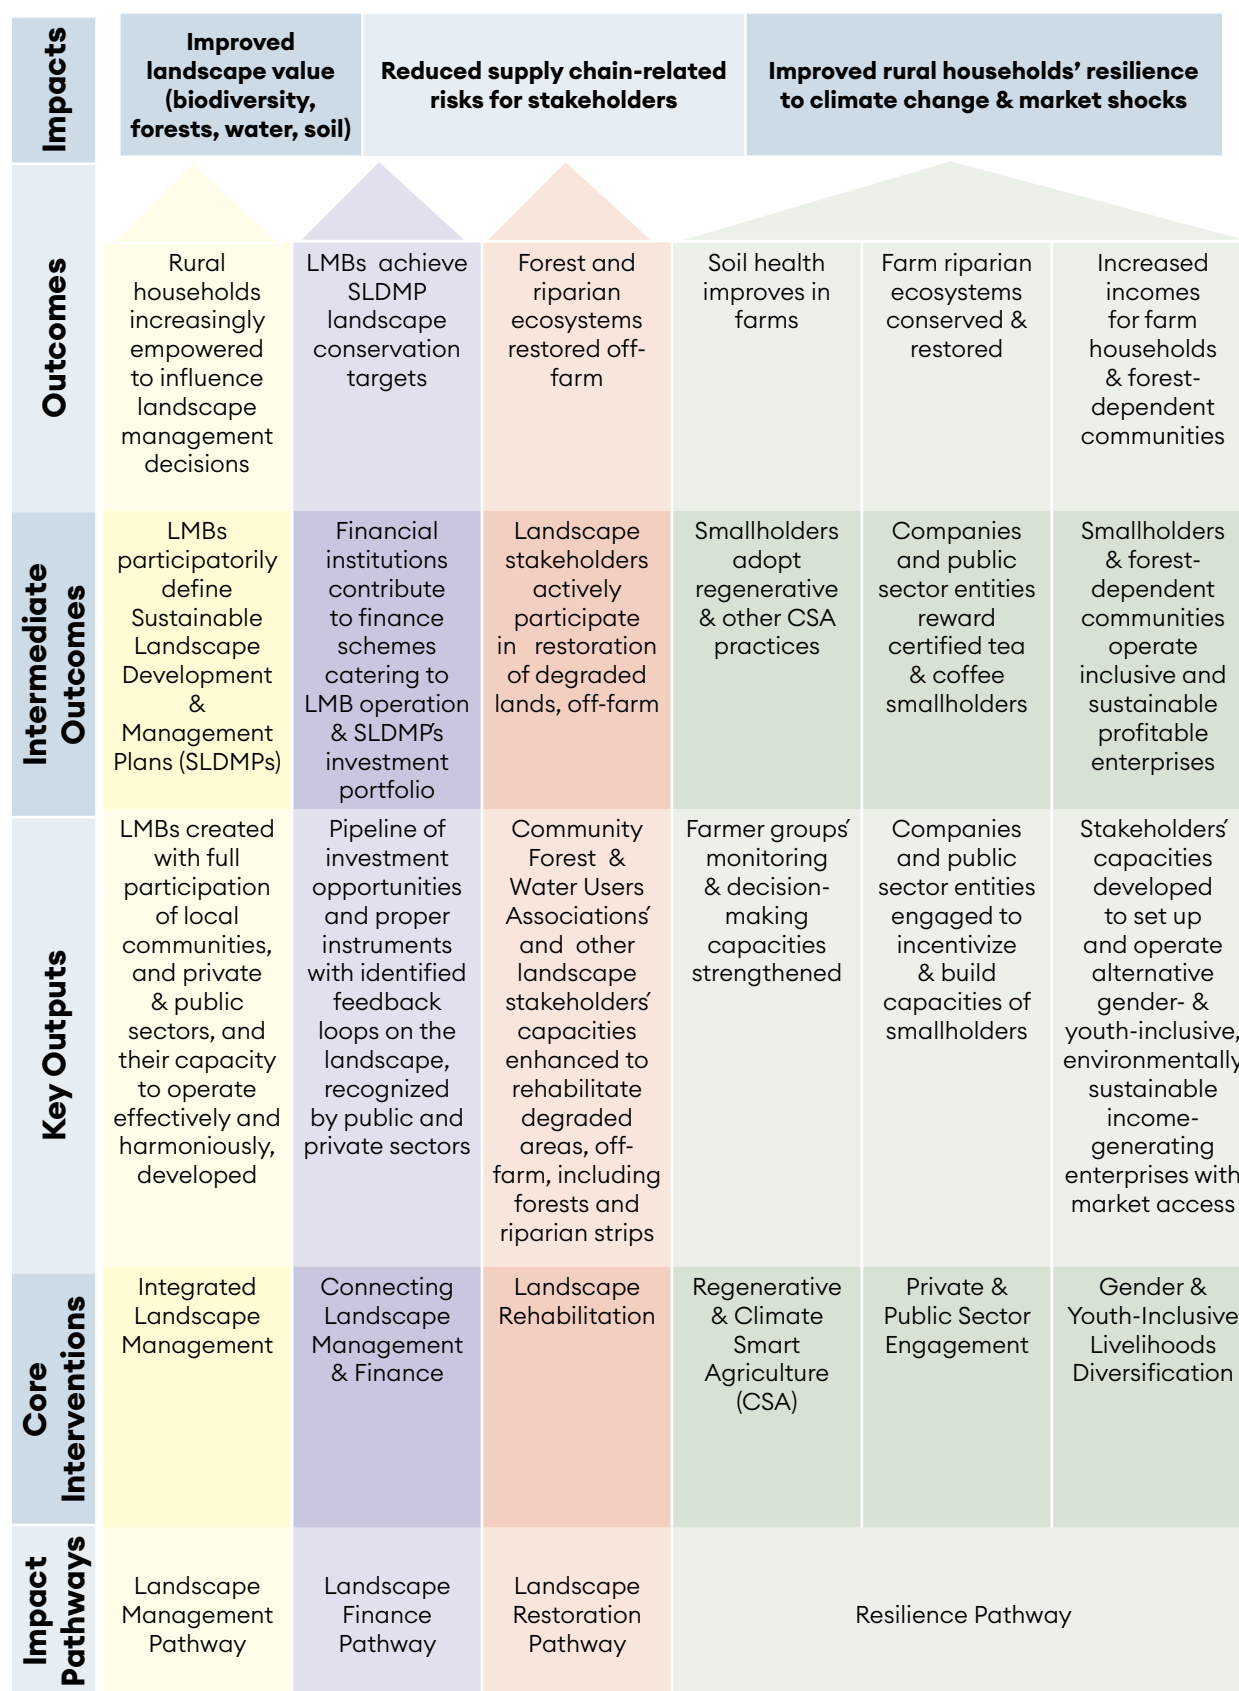 Impacts
Improved
landscape value
(biodiversity,
forests, water, soil)
Reduced supply chain-related
risks for stakeholders
Improved rural households’ resilience
to climate change & market shocks
Outcomes
Rural
households
increasingly
empowered
to influence
landscape
management
decisions
LMBs achieve
SLDMP
landscape
conservation
targets
Forest and
riparian
ecosystems
restored off-
farm
Soil health
improves in
farms
Farm riparian
ecosystems
conserved &
restored
Increased
incomes
for farm
households
& forest-
dependent
communities
Intermediate
Outcomes
LMBs
participatorily
define
Sustainable
Landscape
Development
&
Management
Plans (SLDMPs)
Financial
institutions
contribute
to finance
schemes
catering to
LMB operation
& SLDMP´s
investment
portfolio
Landscape
stakeholders
actively
participate
in restoration
of degraded
lands, off-farm
Smallholders
adopt
regenerative
& other CSA
practices
Companies
and public
sector entities
reward
certified tea
& coffee
smallholders
Smallholders
& forest-
dependent
communities
operate
inclusive and
sustainable
profitable
enterprises
Key Outputs
LMBs created
with full
participation
of local
communities,
and private
& public
sectors, and
their capacity
to operate
effectively and
harmoniously,
developed
Pipeline of
investment
opportunities
and proper
instruments
with identified
feedback
loops on the
landscape,
recognized
by public and
private sectors
Community
Forest &
Water Users
Associations´
and other
landscape
stakeholders´
capacities
enhanced to
rehabilitate
degraded
areas, off-
farm, including
forests and
riparian strips
Farmer groups´
monitoring
& decision-
making
capacities
strengthened
Companies
and public
sector entities
engaged to
incentivize
& build
capacities of
smallholders
Stakeholders´
capacities
developed
to set up
and operate
alternative
gender- &
youth-inclusive,
environmentally
sustainable
income-
generating
enterprises with
market access
Core
Interventions
Integrated
Landscape
Management
Connecting
Landscape
Management
& Finance
Landscape
Rehabilitation
Regenerative
& Climate
Smart
Agriculture
(CSA)
Private &
Public Sector
Engagement
Gender &
Youth-Inclusive
Livelihoods
Diversification
Impact
Pathways
Landscape
Management
Pathway
Landscape
Finance
Pathway
Landscape
Restoration
Pathway
Resilience Pathway